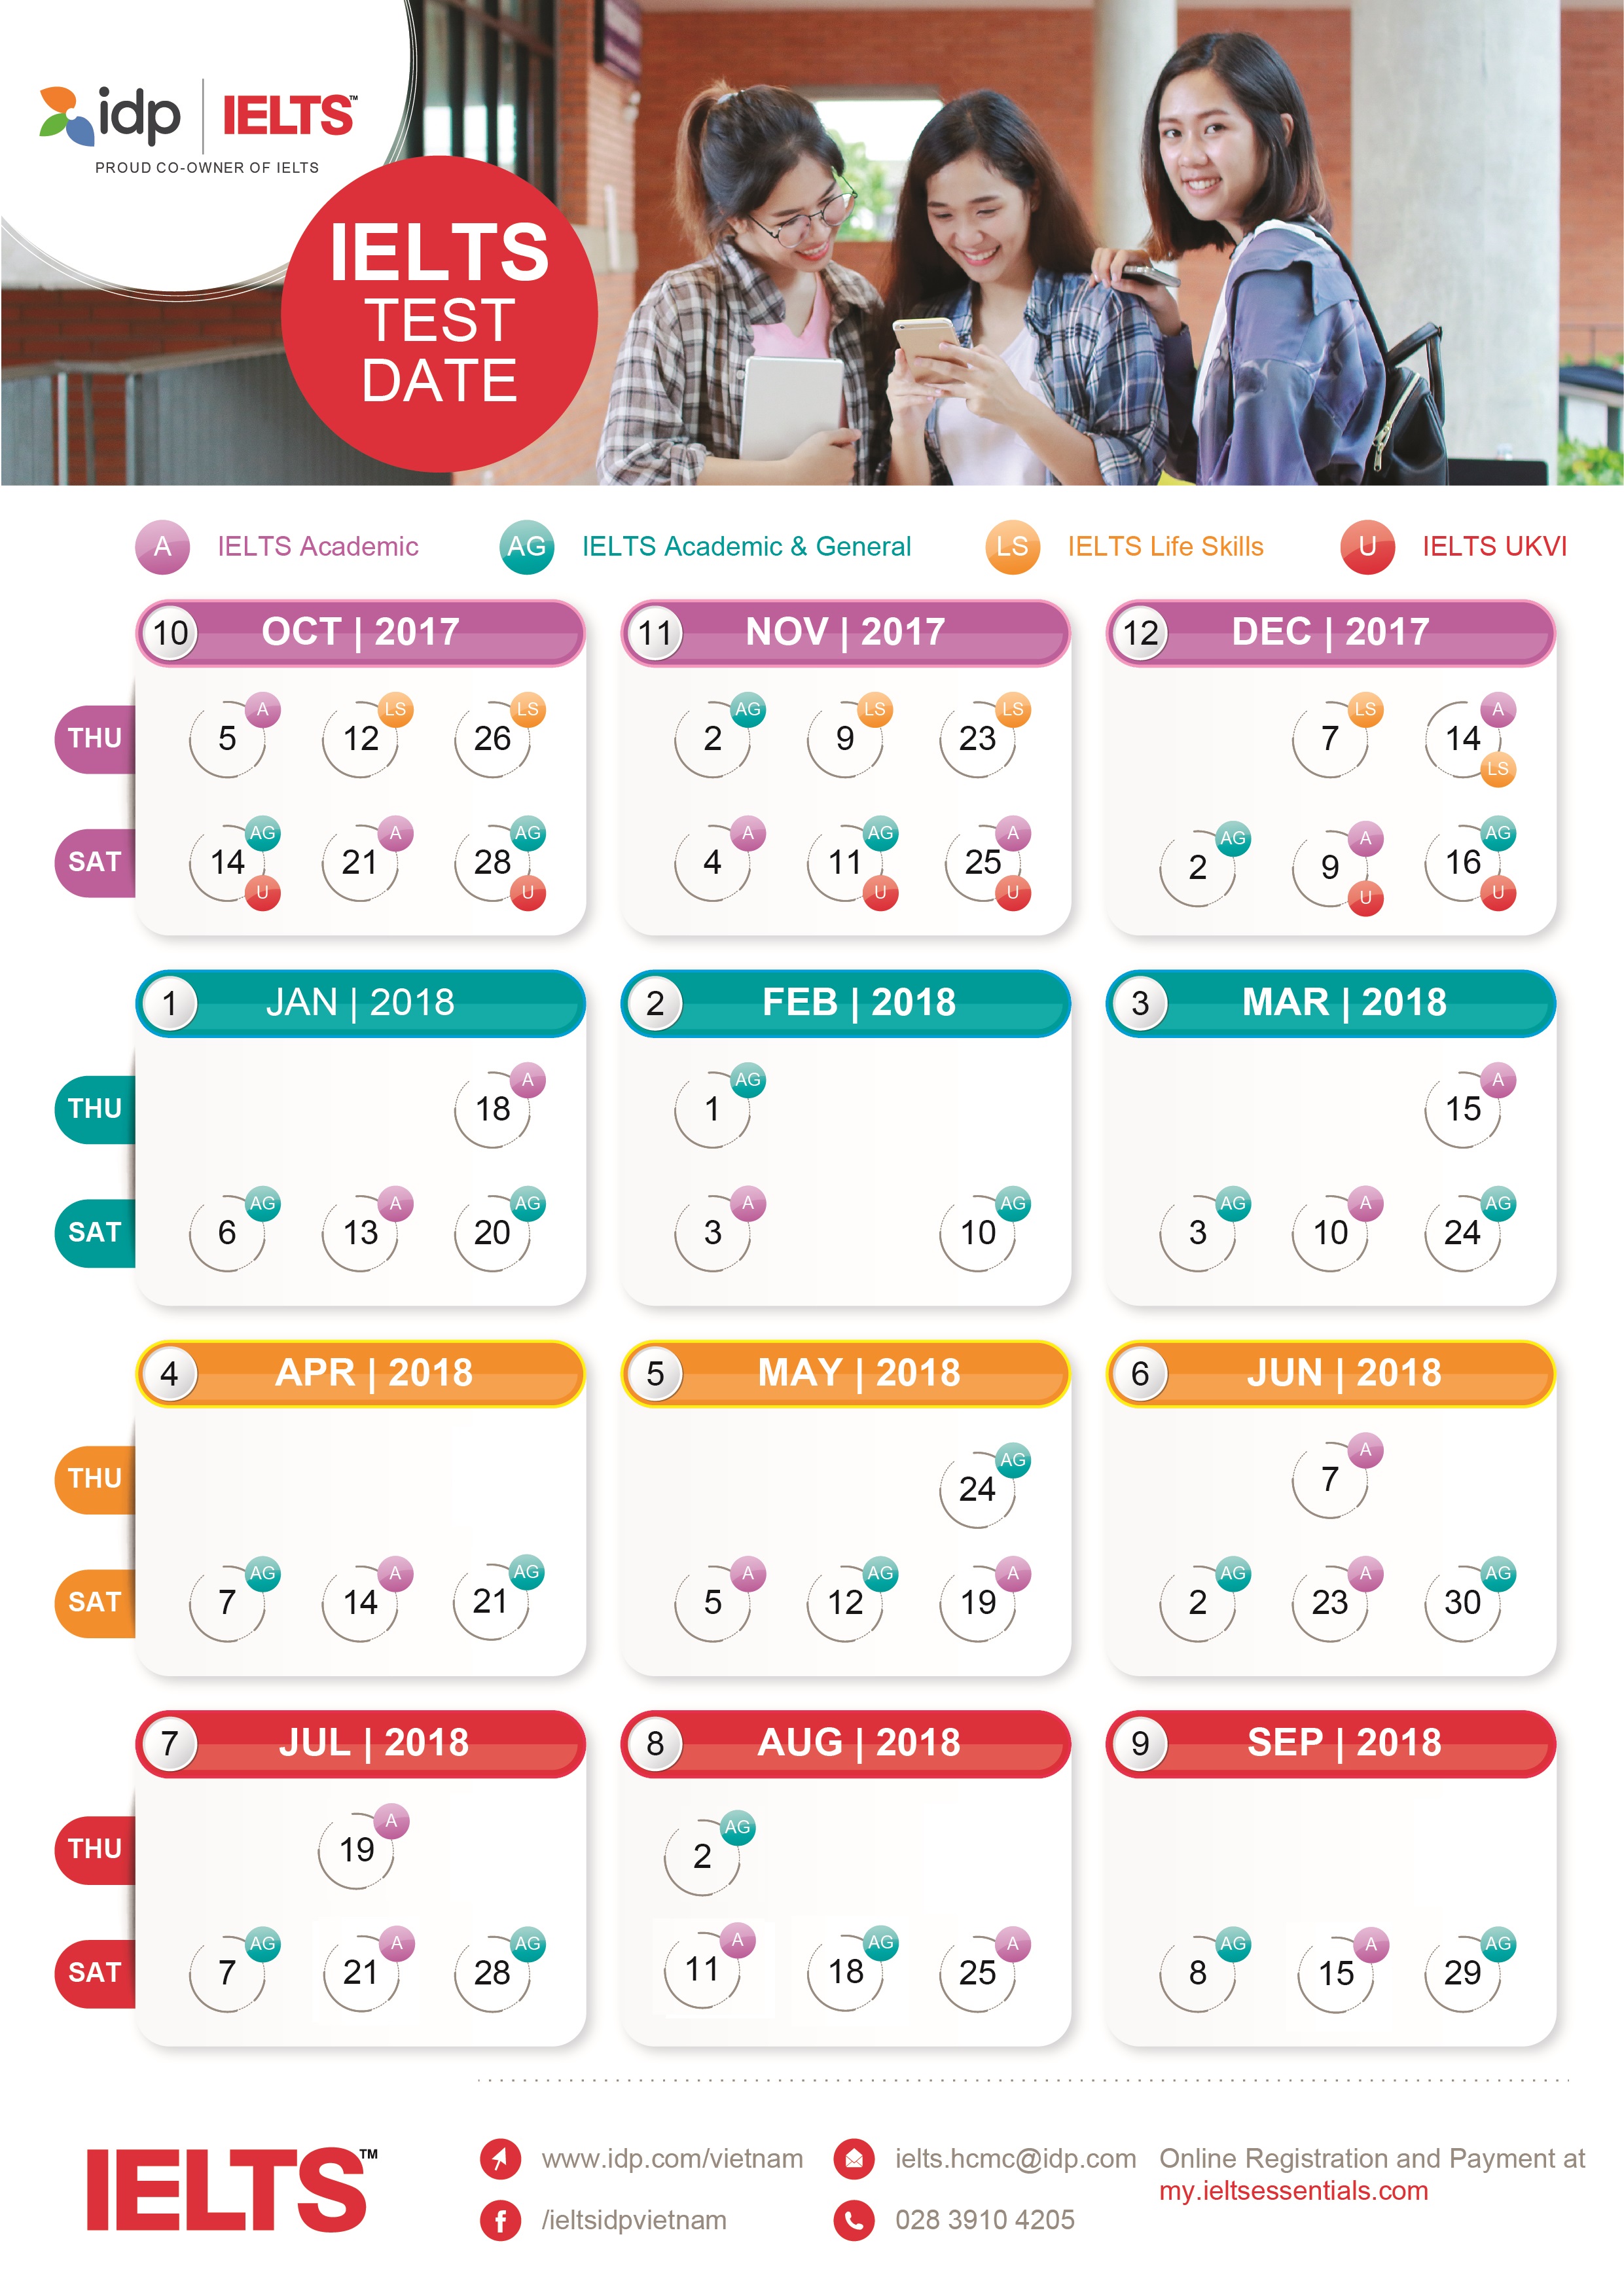 idp | IELTS™
PROUD CO-OWNER OF IELTS
IELTS
TEST
DATE
A IELTS Academic AG IELTS Academic & General LS IELTS Life Skills U IELTS UKVI
10 OCT | 2017
THU
5 A 12 LS 26 LS
SAT
14 AG U 21 A 28 AG U
11 NOV | 2017
2 AG 9 LS 23 LS
4 A 11 AG U 25 A U
12 DEC | 2017
7 LS 14 A LS
2 AG 9 A U 16 AG U
1 JAN | 2018
THU
18 A
SAT
6 AG 13 A 20 AG
2 FEB | 2018
1 AG
3 A 10 AG
3 MAR | 2018
15 A
3 AG 10 A 24 AG
4 APR | 2018
THU
SAT
7 AG 14 A 21 AG
5 MAY | 2018
24 AG
5 A 12 AG 19 A
6 JUN | 2018
7 A
2 AG 23 A 30 AG
7 JUL | 2018
THU
19 A
SAT
7 AG 21 A 28 AG
8 AUG | 2018
2 AG
11 A 18 AG 25 A
9 SEP | 2018
8 AG 15 A 29 AG
IELTS™
www.idp.com/vietnam
/ieltsidpvietnam
ielts.hcmc@idp.com
028 3910 4205
Online Registration and Payment at
my.ieltsessentials.com